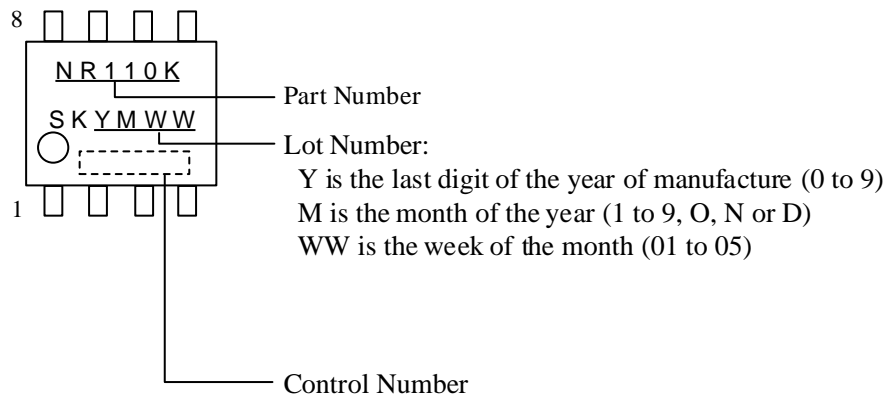 8
NR110K
Part Number
SKYMWW
Lot Number:
Y is the last digit of the year of manufacture (0 to 9)
M is the month of the year (1 to 9, O, N or D)
1
WW is the week of the month (01 to 05)
Control Number